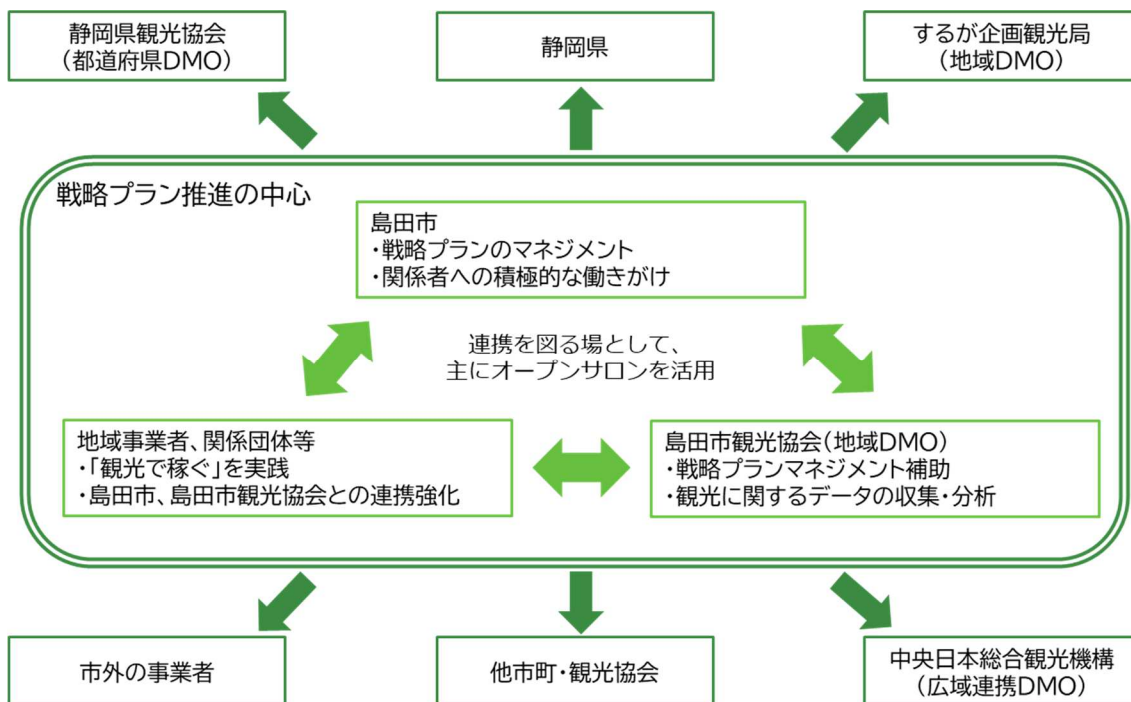 静岡県観光協会
（都道府県DMO）
静岡県
するが企画観光局
（地域DMO）
戦略プラン推進の中心
島田市
・戦略プランのマネジメント
・関係者への積極的な働きがけ
連携を図る場として、
主にオープンサロンを活用
地域事業者、関係団体等
・「観光で稼ぐ」を実践
・島田市、島田市観光協会との連携強化
島田市観光協会（地域DMO）
・戦略プランマネジメント補助
・観光に関するデータの収集・分析
市外の事業者
他市町・観光協会
中央日本総合観光機構
（広域連携DMO）